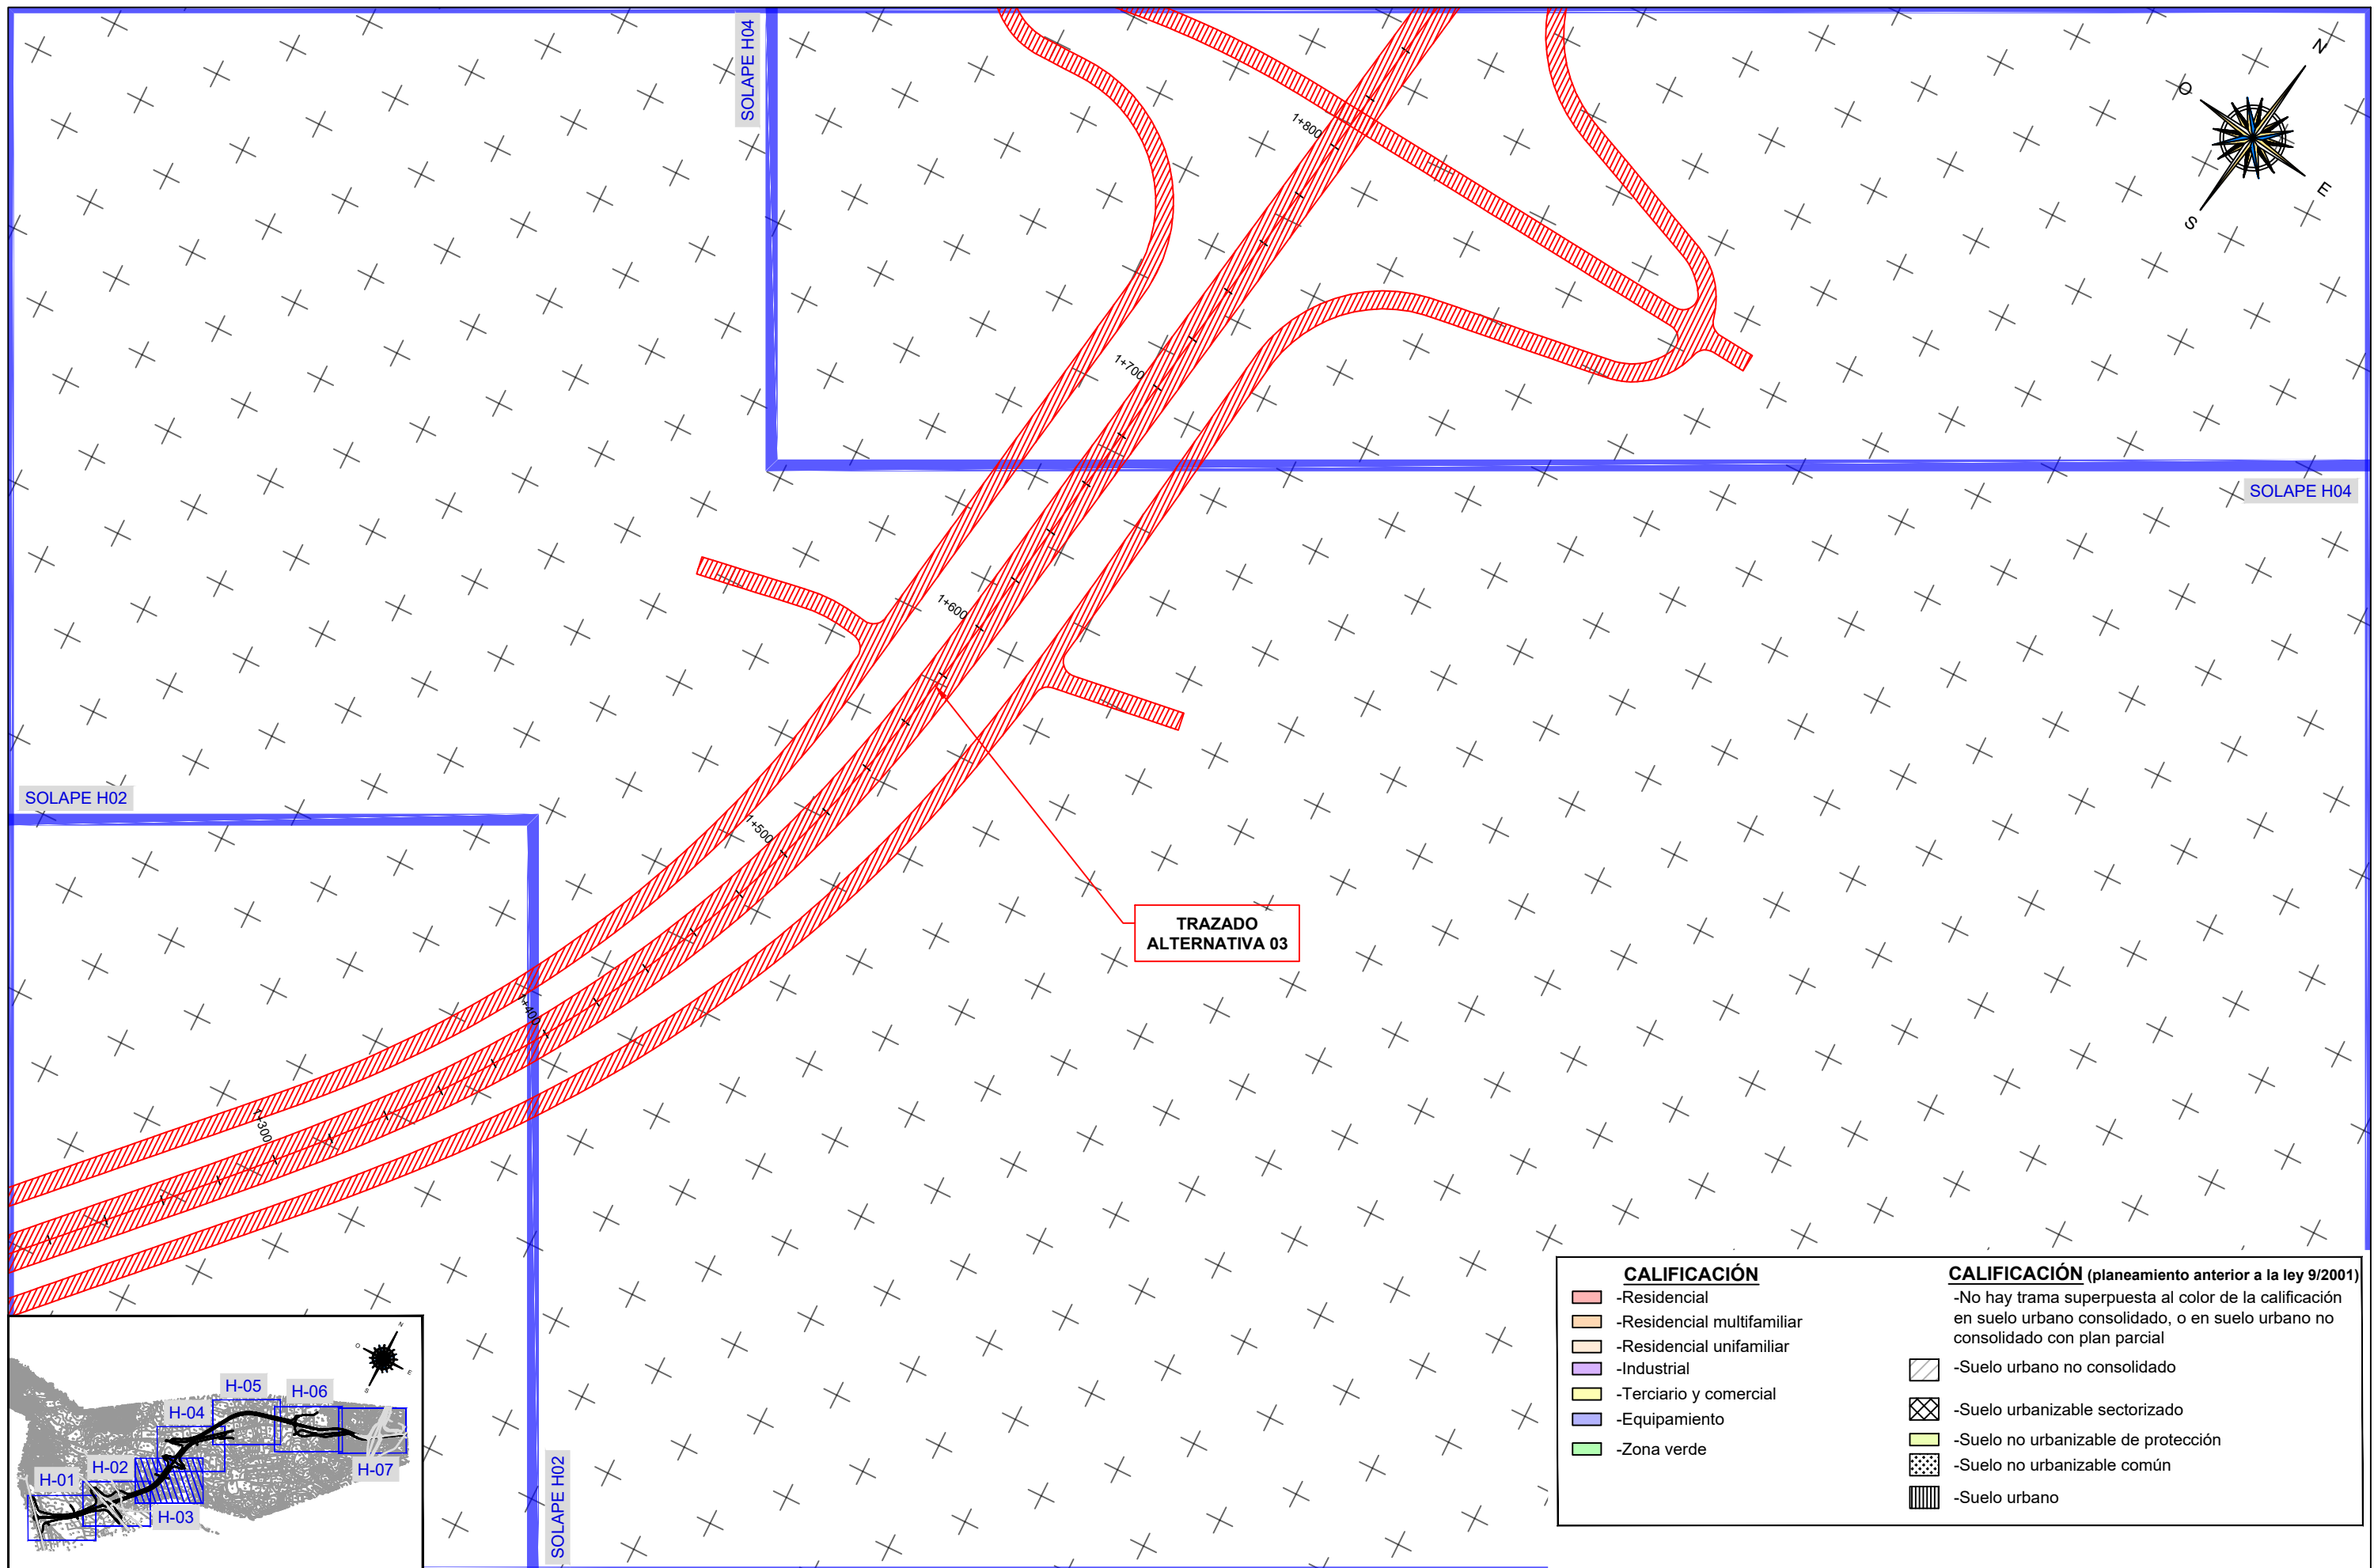 SOLAPE H04
N
O
E
S
1+800
1+700
SOLAPE H04
1+600
SOLAPE H02
1+500
TRAZADO
ALTERNATIVA 03
1+400
1+300
SOLAPE H02
CALIFICACIÓN
-Residencial
-Residencial multifamiliar
-Residencial unifamiliar
-Industrial
-Terciario y comercial
-Equipamiento
-Zona verde
CALIFICACIÓN (planeamiento anterior a la ley 9/2001)
-No hay trama superpuesta al color de la calificación
en suelo urbano consolidado, o en suelo urbano no
consolidado con plan parcial
-Suelo urbano no consolidado
-Suelo urbanizable sectorizado
-Suelo no urbanizable de protección
-Suelo no urbanizable común
-Suelo urbano
N
O
E
S
H-05
H-06
H-04
H-02
H-01
H-07
H-03